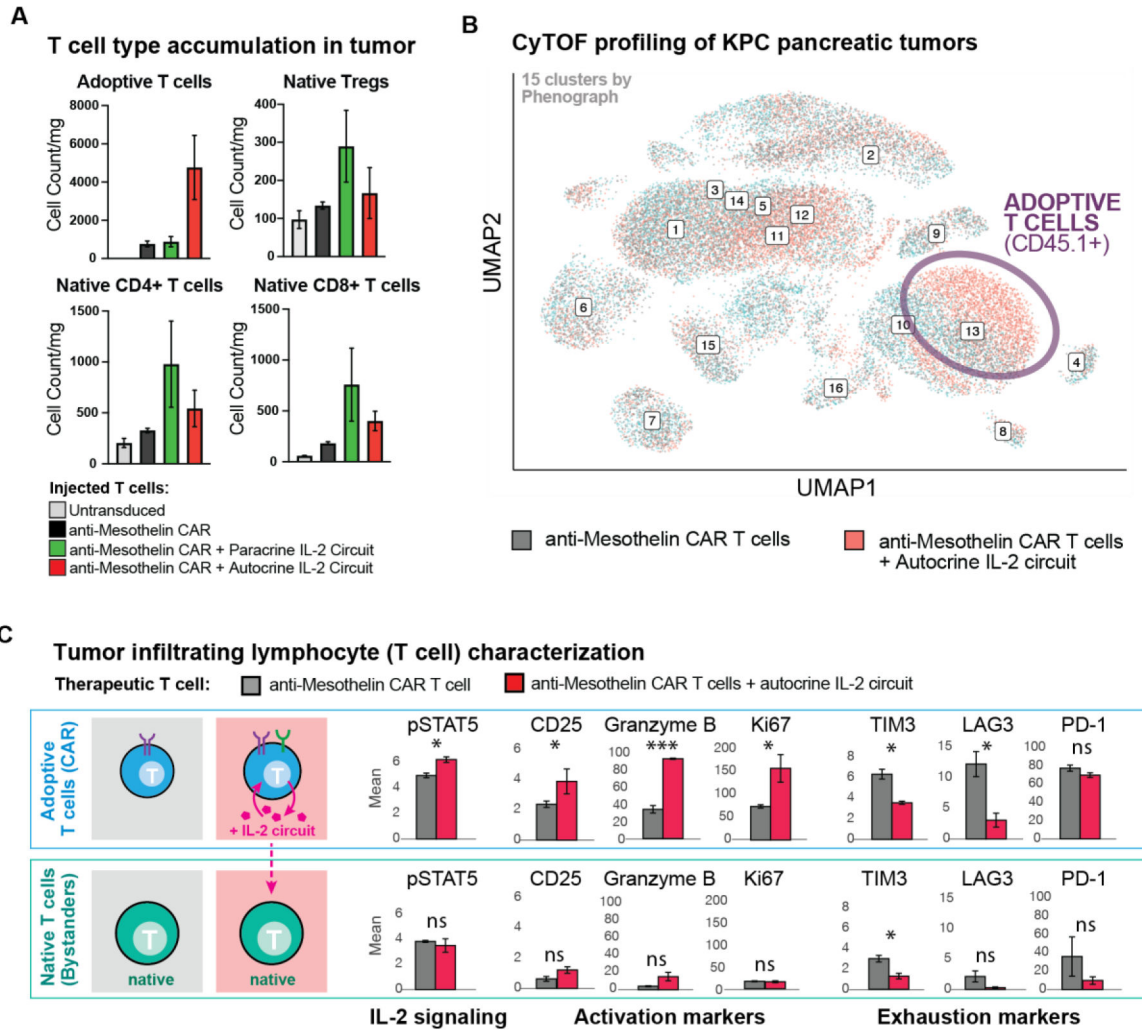 A
T cell type accumulation in tumor
Adoptive T cells
Cell Count/mg
8000
6000
4000
2000
0
Native Tregs
Cell Count/mg
400
300
200
100
0
Native CD4+ T cells
Cell Count/mg
1500
1000
500
0
Native CD8+ T cells
Cell Count/mg
1500
1000
500
0
Injected T cells:
Untransduced
anti-Mesothelin CAR
anti-Mesothelin CAR + Paracrine IL-2 Circuit
anti-Mesothelin CAR + Autocrine IL-2 Circuit
B
CyTOF profiling of KPC pancreatic tumors
15 clusters by
Phenograph
2
3
14
5
12
1
11
9
ADOPTIVE
T CELLS
(CD45.1+)
6
10
13
15
4
16
7
8
UMAP2
UMAP1
anti-Mesothelin CAR T cells
anti-Mesothelin CAR T cells
+ Autocrine IL-2 circuit
C
Tumor infiltrating lymphocyte (T cell) characterization
Therapeutic T cell:
anti-Mesothelin CAR T cell
anti-Mesothelin CAR T cells + autocrine IL-2 circuit
Adoptive
T cells (CAR)
T
T
+ IL-2 circuit
Mean
pSTAT5
*
6
4
2
0
CD25
*
6
4
2
0
Granzyme B
***
100
80
60
40
20
0
Ki67
*
200
150
100
50
0
TIM3
*
8
6
4
2
0
LAG3
*
15
10
5
0
PD-1
ns
100
80
60
40
20
0
Native T cells
(Bystanders)
T
native
T
native
Mean
pSTAT5
ns
6
4
2
0
CD25
ns
6
4
2
0
Granzyme B
ns
100
80
60
40
20
0
Ki67
ns
200
150
100
50
0
TIM3
*
8
6
4
2
0
LAG3
ns
15
10
5
0
PD-1
ns
100
80
60
40
20
0
IL-2 signaling
Activation markers
Exhaustion markers